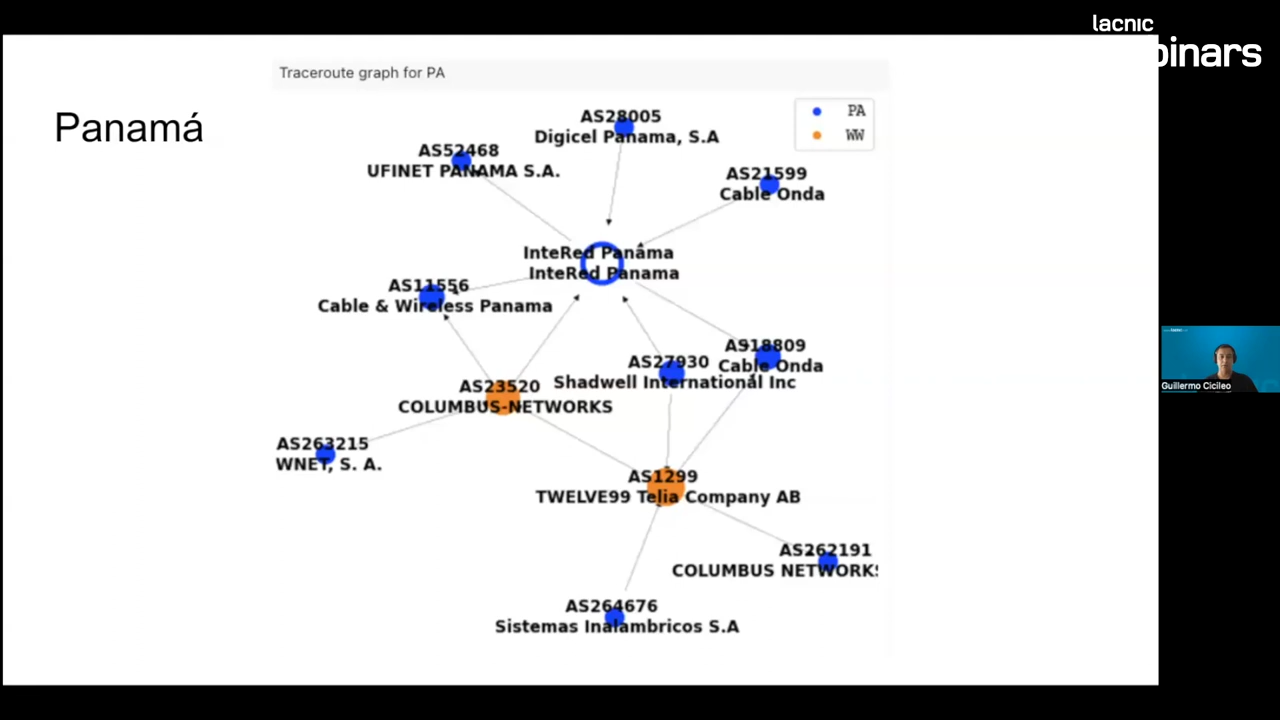 lacnic
binars
Traceroute graph for PA
Panamá
PA
WW
AS28005
Digicel Panama, S.A
AS52468
UFINET PANAMA S.A.
AS21599
Cable Onda
InteRed Panama
InteRed Panama
AS11556
Cable & Wireless Panama
AS18809
Cable Onda
AS27930
Shadwell International Inc
AS23520
COLUMBUS-NETWORKS
Guillermo Cicileo
AS263215
WNET, S. A.
AS1299
TWELVE99 Telia Company AB
AS262191
COLUMBUS NETWORKS
AS264676
Sistemas Inalambricos S.A